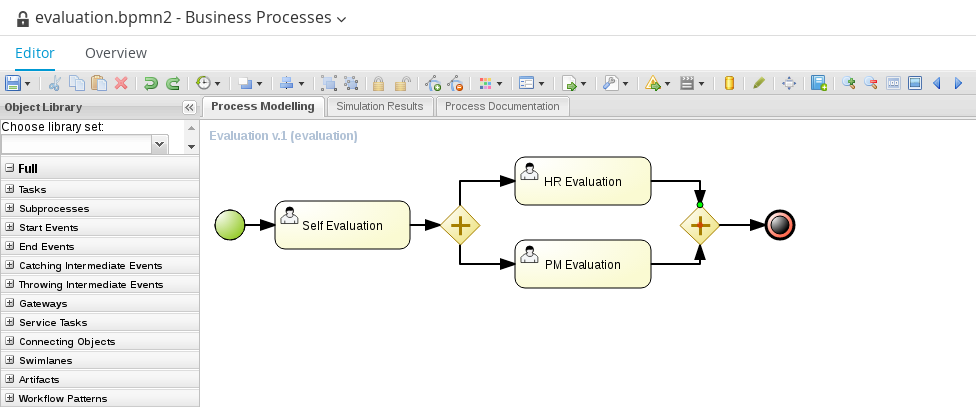 evaluation.bpmn2 - Business Processes
Editor Overview
Object Library
Process Modelling Simulation Results Process Documentation
Choose library set:
Evaluation v.1 (evaluation)
Full
Tasks
Subprocesses
Start Events
End Events
Catching Intermediate Events
Throwing Intermediate Events
Gateways
Service Tasks
Connecting Objects
Swimlanes
Artifacts
Workflow Patterns
Self Evaluation
HR Evaluation
PM Evaluation